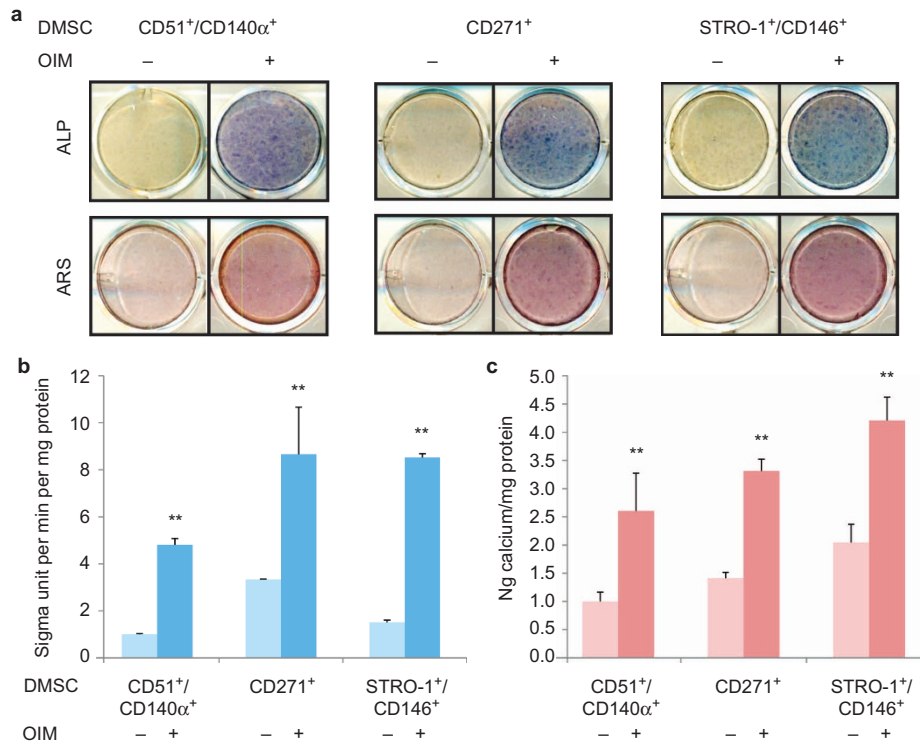 a
DMSC CD51⁺/CD140α⁺ CD271⁺ STRO-1⁺/CD146⁺
OIM – + – + – +
ALP
ARS
b
Sigma unit per min per mg protein
12
10
8
6
4
2
0
** ** **
DMSC CD51⁺/ CD140α⁺ CD271⁺ STRO-1⁺/ CD146⁺
OIM – + – + – +
c
Ng calcium/mg protein
5.0
4.5
4.0
3.5
3.0
2.5
2.0
1.5
1.0
0.5
0.0
** ** **
CD51⁺/ CD140α⁺ CD271⁺ STRO-1⁺/ CD146⁺
– + – + – +